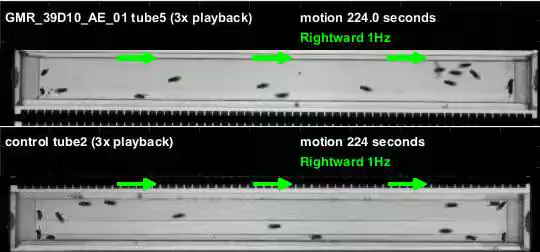 GMR_39D10_AE_01 tube5 (3x playback)
motion 224.0 seconds
Rightward 1Hz
control tube2 (3x playback)
motion 224 seconds
Rightward 1Hz